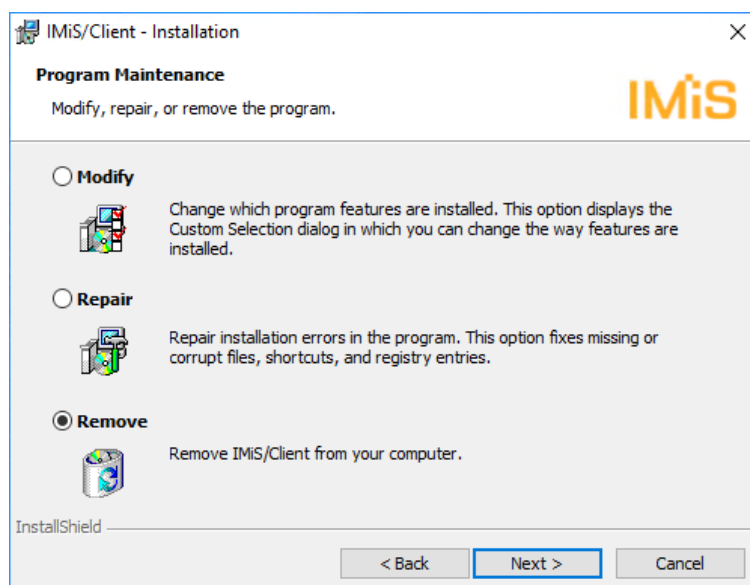 IMiS/Client - Installation
Program Maintenance
Modify, repair, or remove the program.
IMiS
Modify
Change which program features are installed. This option displays the
Custom Selection dialog in which you can change the way features are
installed.
Repair
Repair installation errors in the program. This option fixes missing or
corrupt files, shortcuts, and registry entries.
Remove
Remove IMiS/Client from your computer.
InstallShield
< Back Next > Cancel